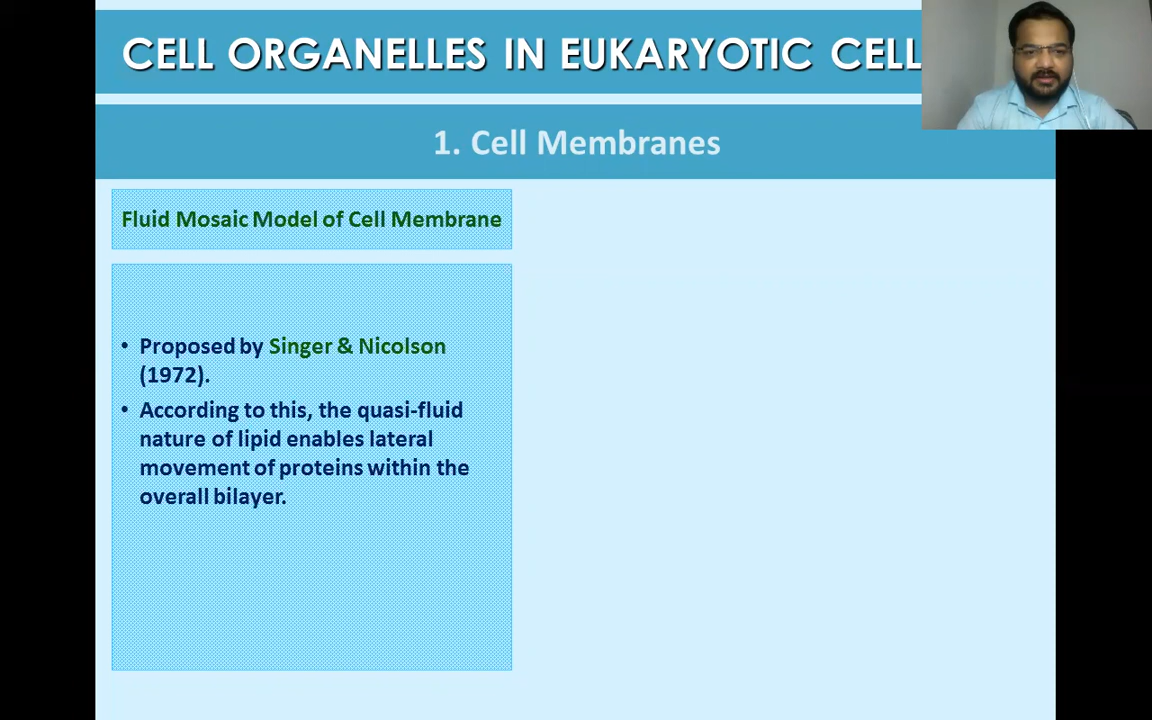 CELL ORGANELLES IN EUKARYOTIC CELL
1. Cell Membranes
Fluid Mosaic Model of Cell Membrane
• Proposed by Singer & Nicolson
(1972).
• According to this, the quasi-fluid
nature of lipid enables lateral
movement of proteins within the
overall bilayer.